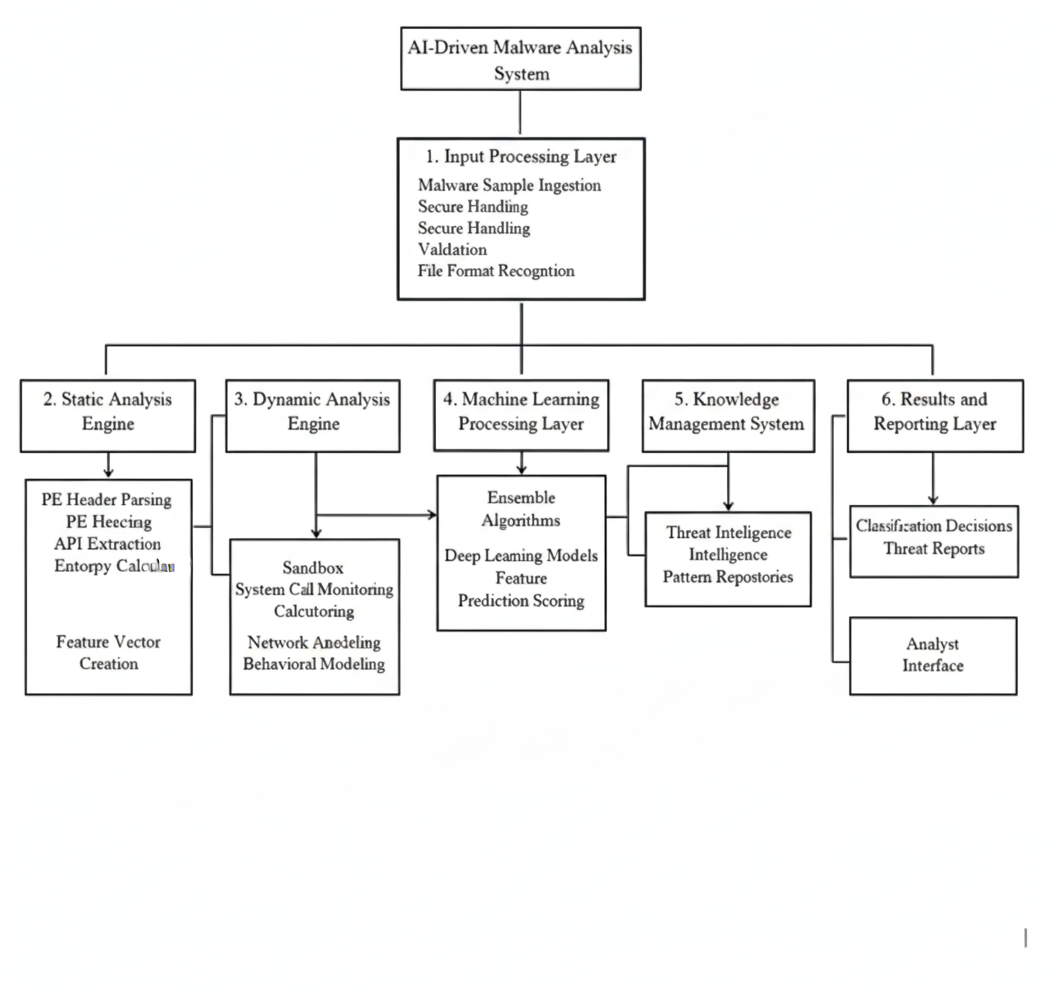 AI-Driven Malware Analysis
System
1. Input Processing Layer
Malware Sample Ingestion
Secure Handiing
Secure Handling
Valdation
File Format Recogntion
2. Static Analysis
Engine
3. Dynamic Analysis
Engine
4. Machine Learning
Processing Layer
5. Knowledge
Management System
6. Results and
Reporting Layer
PE Header Parsing
PE Heecing
API Extraction
Entorpy
Feature Vector
Creation
Sandbox
System Call Monitoring
Calcutoring
Network Anodeling
Behavioral Modeling
Ensemble
Algorithms
Deep Leaming Models
Feature
Prediction Scoring
Threat Inteligence
Intelligence
Pattern Repostories
Classification Decisions
Threat Reports
Analyst
Interface